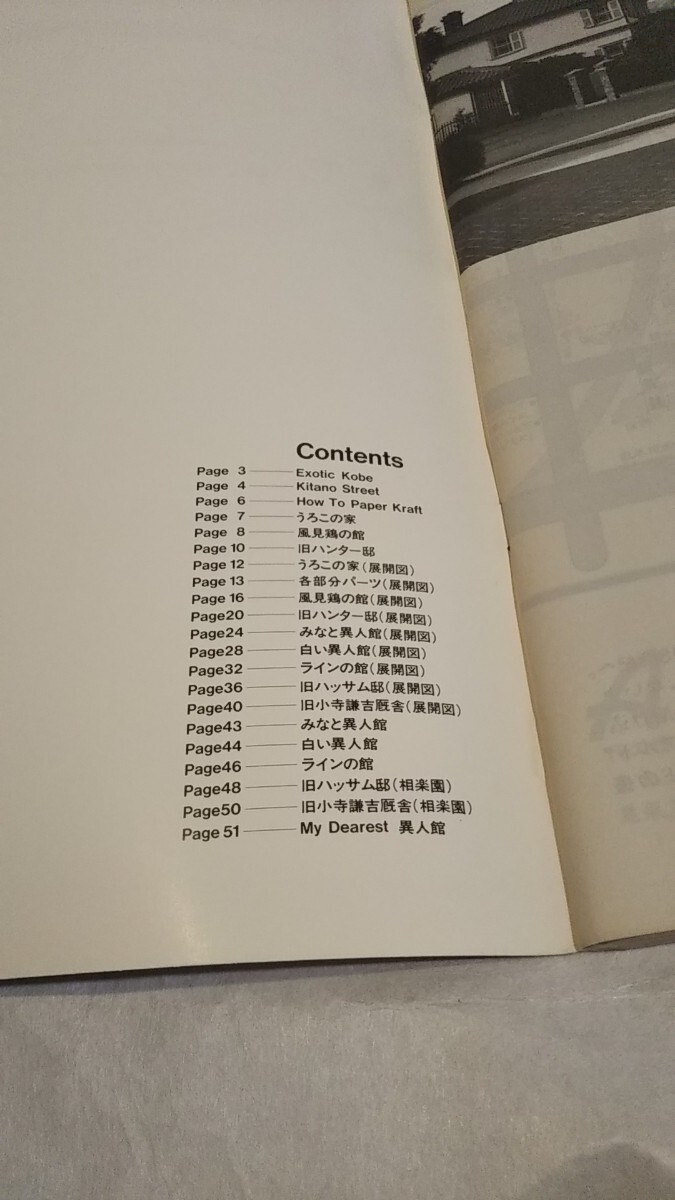 Contents
Page 3 Exotic Kobe
Page 4 Kitano Street
Page 6 How To Paper Kraft
Page 7 うろこの家
Page 8 風見鶏の館
Page 10 旧ハンター邸
Page 12 うろこの家(展開図)
Page 13 各部分パーツ(展開図)
Page 16 風見鶏の館(展開図)
Page20 旧ハンター邸(展開図)
Page24 みなと異人館(展開図)
Page28 白い異人館(展開図)
Page32 ラインの館(展開図)
Page36 旧ハッサム邸(展開図)
Page40 旧小寺謙吉厩舎(展開図)
Page43 みなと異人館
Page44 白い異人館
Page46 ラインの館
Page48 旧ハッサム邸(相楽園)
Page50 旧小寺謙吉厩舎(相楽園)
Page 51 My Dearest 異人館